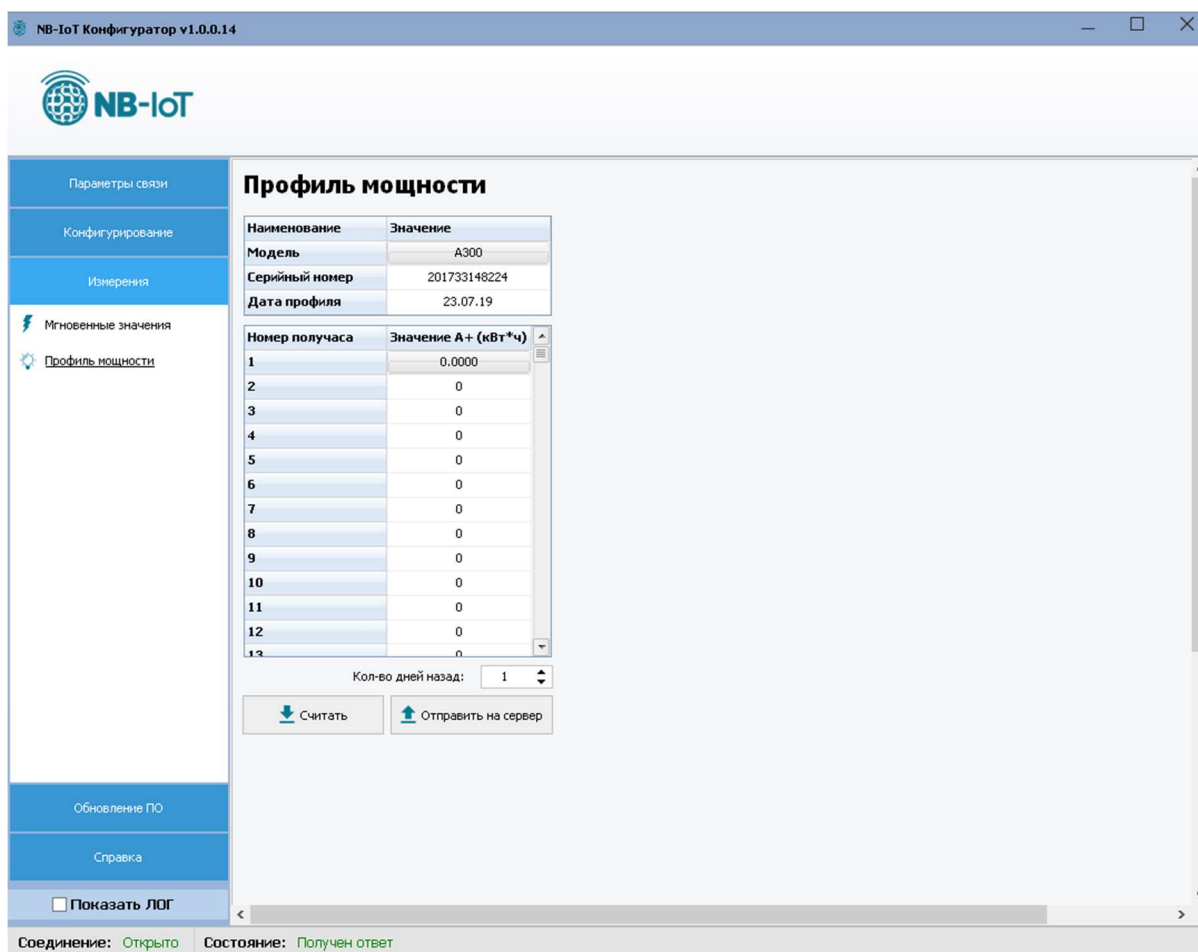 NB-IoT Конфигуратор v1.0.0.14
NB-IoT
Параметры связи
Конфигурирование
Измерения
Мгновенные значения
Профиль мощности
Обновление ПО
Справка
Показать ЛОГ
Профиль мощности
Наименование Значение
Модель А300
Серийный номер 201733148224
Дата профиля 23.07.19
Номер получаса Значение А+ (кВт*ч)
1 0.0000
2 0
3 0
4 0
5 0
6 0
7 0
8 0
9 0
10 0
11 0
12 0
13 0
Кол-во дней назад: 1
Считать Отправить на сервер
Соединение: Открыто Состояние: Получен ответ